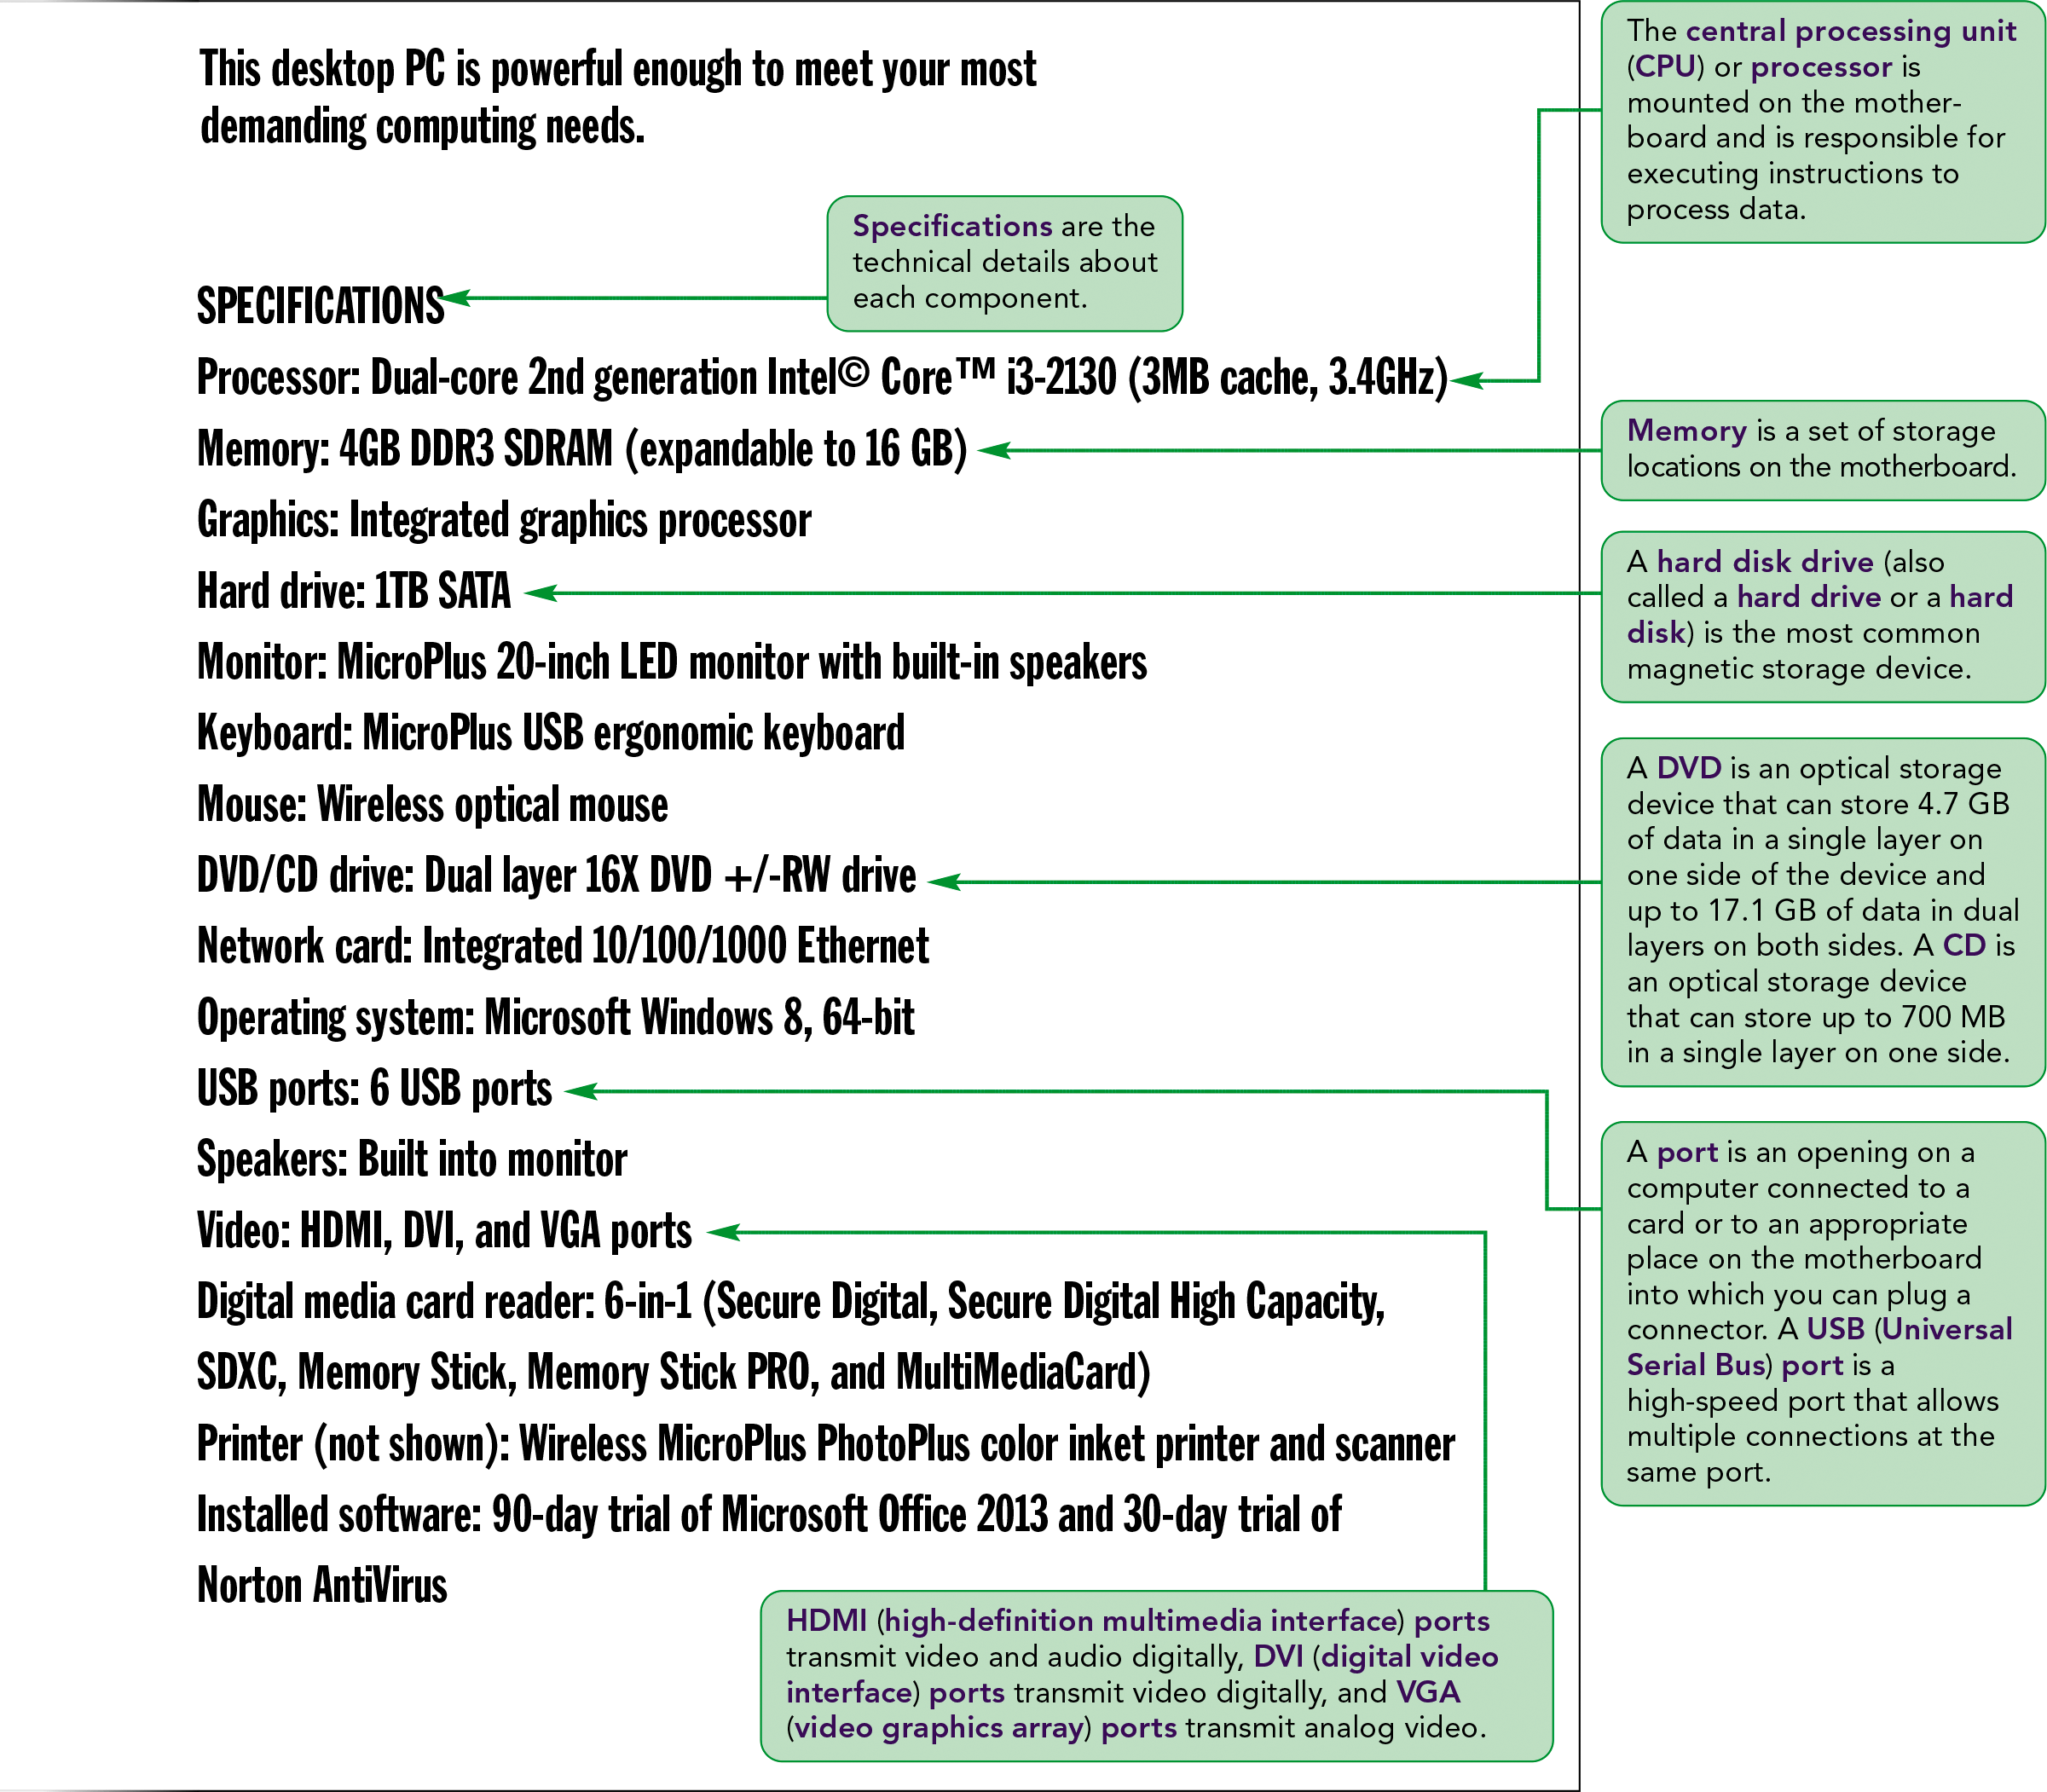 This desktop PC is powerful enough to meet your most
demanding computing needs.
Specifications are the
technical details about
each component.
SPECIFICATIONS
Processor: Dual-core 2nd generation Intel© Core™ i3-2130 (3MB cache, 3.4GHz)
Memory: 4GB DDR3 SDRAM (expandable to 16 GB)
Graphics: Integrated graphics processor
Hard drive: 1TB SATA
Monitor: MicroPlus 20-inch LED monitor with built-in speakers
Keyboard: MicroPlus USB ergonomic keyboard
Mouse: Wireless optical mouse
DVD/CD drive: Dual layer 16X DVD +/-RW drive
Network card: Integrated 10/100/1000 Ethernet
Operating system: Microsoft Windows 8, 64-bit
USB ports: 6 USB ports
Speakers: Built into monitor
Video: HDMI, DVI, and VGA ports
Digital media card reader: 6-in-1 (Secure Digital, Secure Digital High Capacity,
SDXC, Memory Stick, Memory Stick PRO, and MultiMediaCard)
Printer (not shown): Wireless MicroPlus PhotoPlus color inket printer and scanner
Installed software: 90-day trial of Microsoft Office 2013 and 30-day trial of
Norton AntiVirus
HDMI (high-definition multimedia interface) ports
transmit video and audio digitally, DVI (digital video
interface) ports transmit video digitally, and VGA
(video graphics array) ports transmit analog video.
The central processing unit
(CPU) or processor is
mounted on the mother-
board and is responsible for
executing instructions to
process data.
Memory is a set of storage
locations on the motherboard.
A hard disk drive (also
called a hard drive or a hard
disk) is the most common
magnetic storage device.
A DVD is an optical storage
device that can store 4.7 GB
of data in a single layer on
one side of the device and
up to 17.1 GB of data in dual
layers on both sides. A CD is
an optical storage device
that can store up to 700 MB
in a single layer on one side.
A port is an opening on a
computer connected to a
card or to an appropriate
place on the motherboard
into which you can plug a
connector. A USB (Universal
Serial Bus) port is a
high-speed port that allows
multiple connections at the
same port.